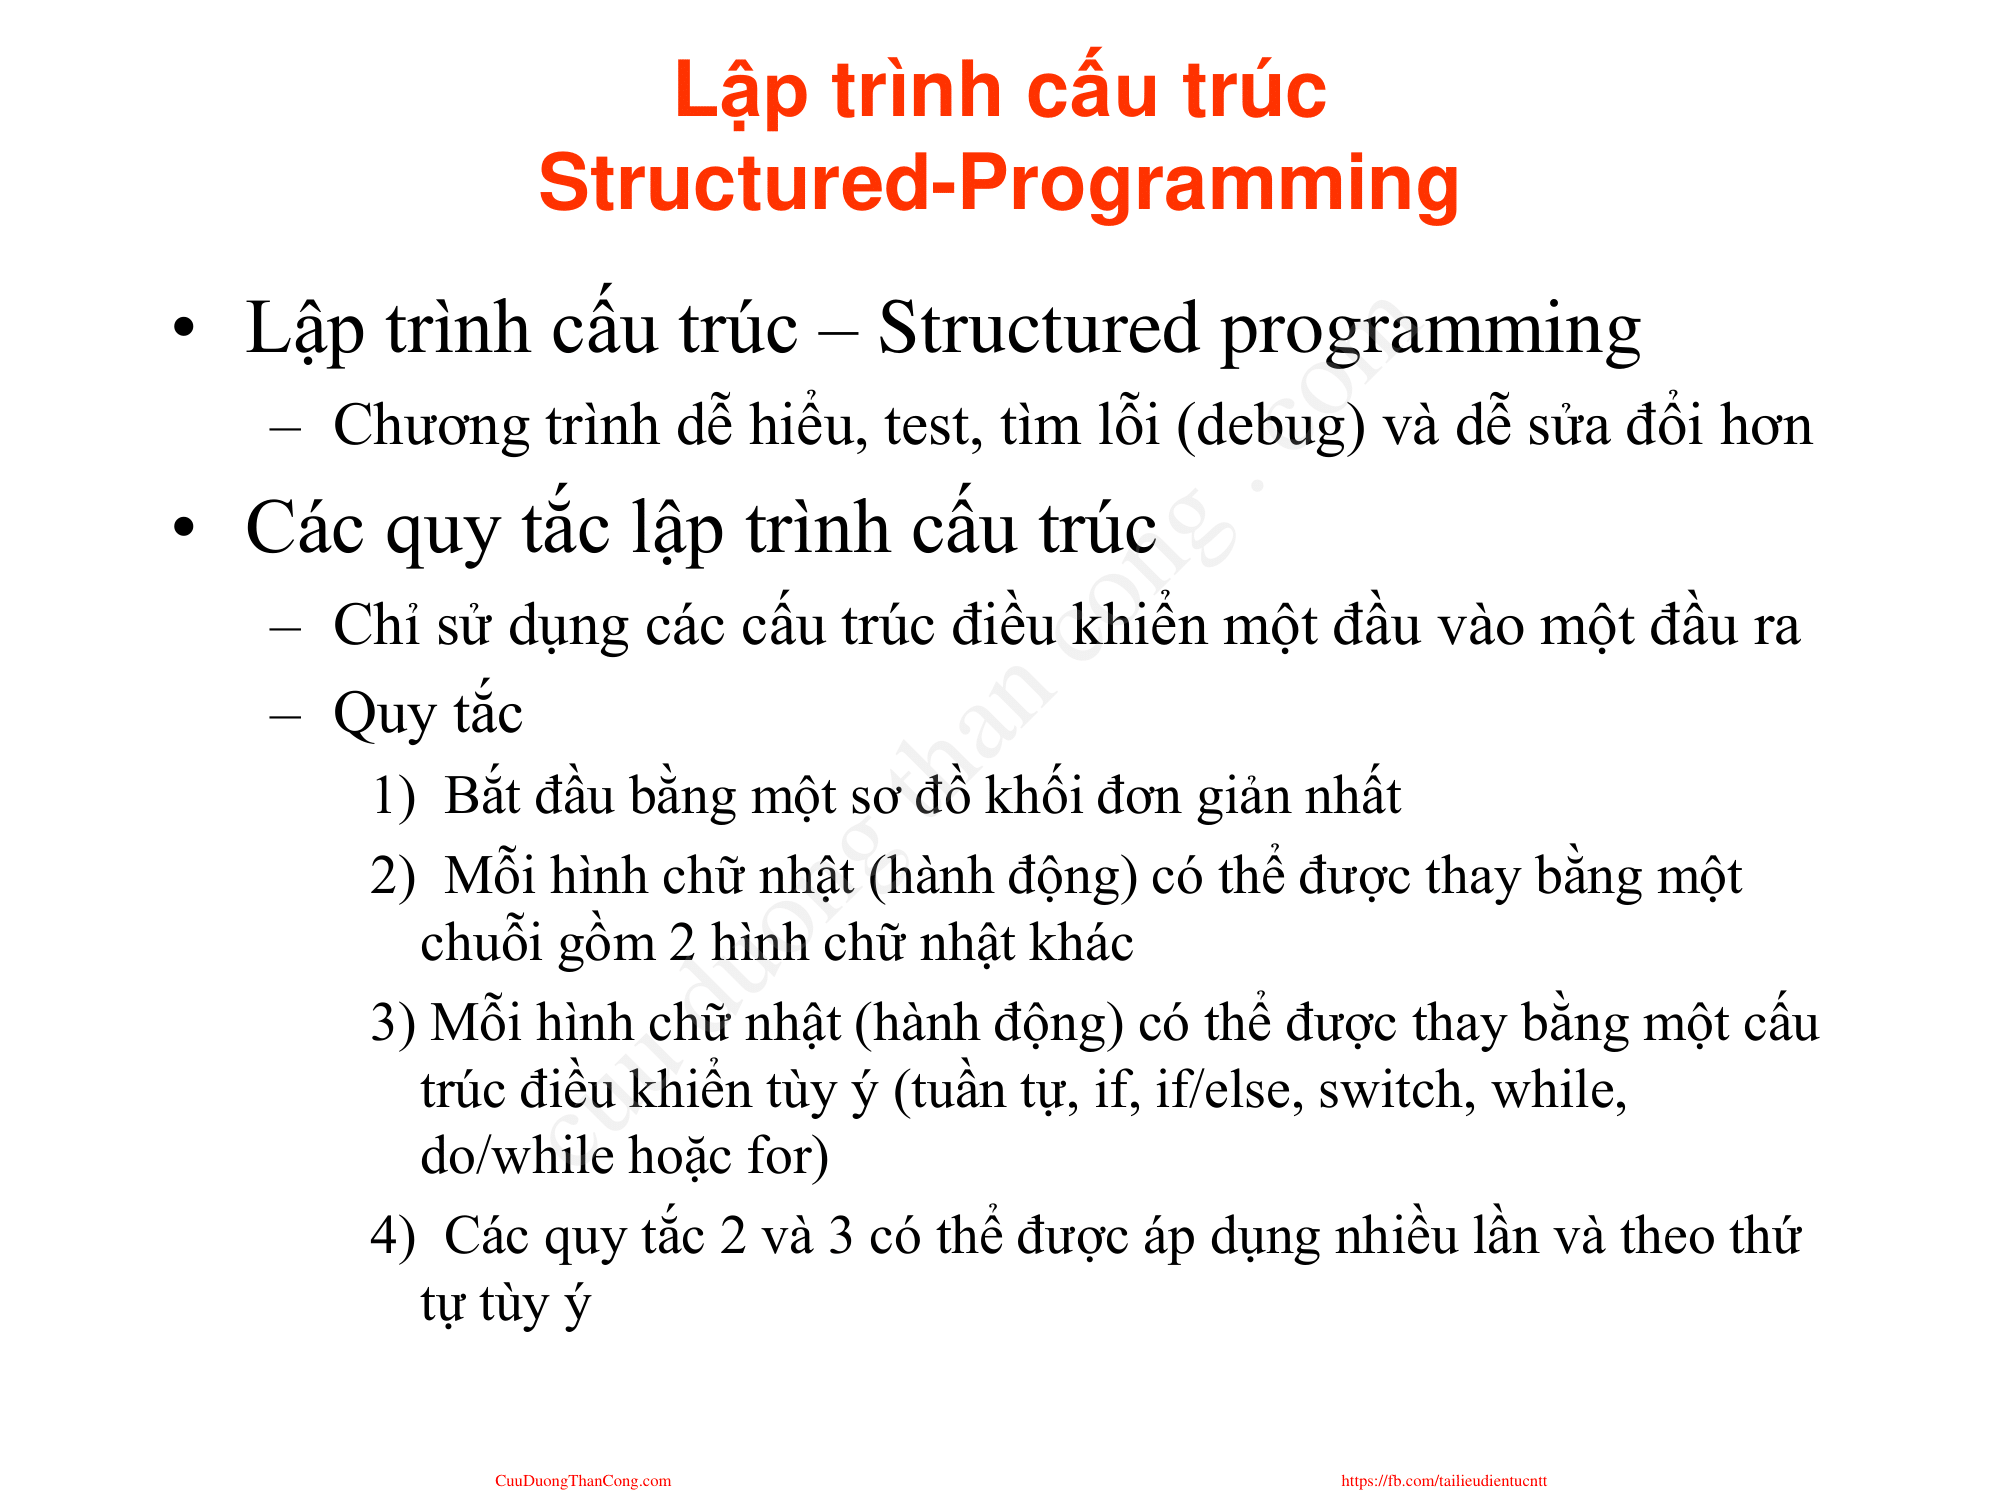 Lập trình cấu trúc
Structured-Programming
• Lập trình cấu trúc – Structured programming
– Chương trình dễ hiểu, test, tìm lỗi (debug) và dễ sửa đổi hơn
• Các quy tắc lập trình cấu trúc
– Chỉ sử dụng các cấu trúc điều khiển một đầu vào một đầu ra
– Quy tắc
1) Bắt đầu bằng một sơ đồ khối đơn giản nhất
2) Mỗi hình chữ nhật (hành động) có thể được thay bằng một
chuỗi gồm 2 hình chữ nhật khác
3) Mỗi hình chữ nhật (hành động) có thể được thay bằng một cấu
trúc điều khiển tùy ý (tuần tự, if, if/else, switch, while,
do/while hoặc for)
4) Các quy tắc 2 và 3 có thể được áp dụng nhiều lần và theo thứ
tự tùy ý
cuu duong than cong . com
CuuDuongThanCong.com
https://fb.com/tailieudientucntt